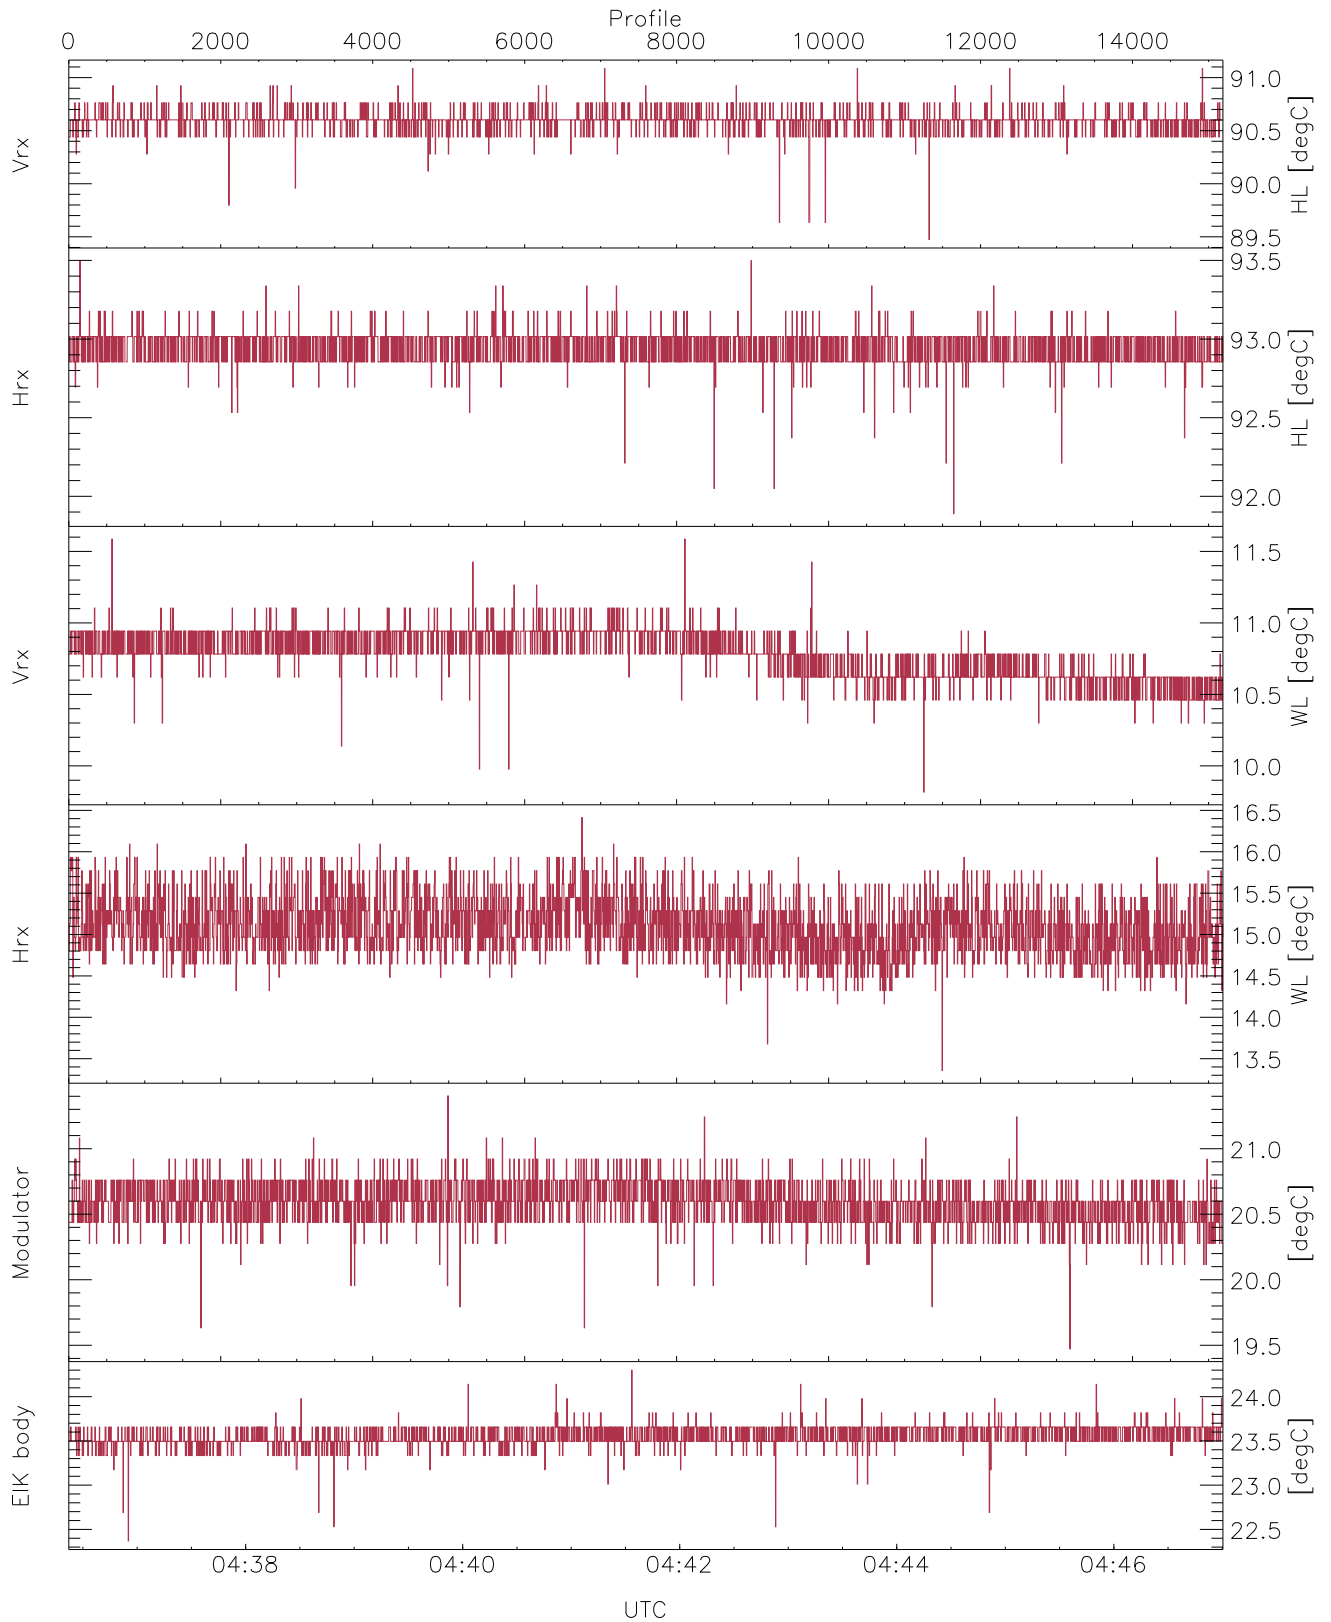 Profile
0 2000 4000 6000 8000 10000 12000 14000
Vrx
91.0
90.5
90.0
89.5
HL [degC]
Hrx
93.5
93.0
92.5
92.0
HL [degC]
Vrx
11.5
11.0
10.5
10.0
WL [degC]
Hrx
16.5
16.0
15.5
15.0
14.5
14.0
13.5
WL [degC]
Modulator
21.0
20.5
20.0
19.5
[degC]
EIK body
24.0
23.5
23.0
22.5
[degC]
04:38 04:40 04:42 04:44 04:46
UTC